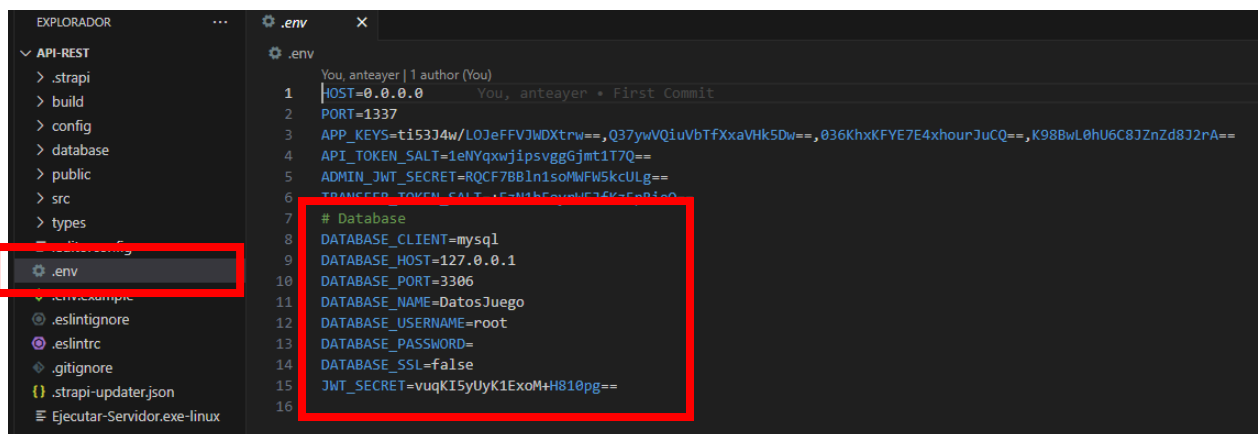 EXPLORADOR ...
.env
API-REST
.env
.strapi
You, anteayer | 1 author (You)
build
1 HOST=0.0.0.0 You, anteayer • First Commit
config
2 PORT=1337
database
3 APP_KEYS=ti53J4w/LOJeFFVJWDXtrw==,Q37ywVQiuVbTfXxaVHk5Dw==,036KhxKFYE7E4xhourJuCQ==,K98BwL0hU6C8JZnZd8J2rA==
public
4 API_TOKEN_SALT=1eNYqxwjipsvggGjmt1T7Q==
src
5 ADMIN_JWT_SECRET=RQCF7BBln1soMWFW5kcULg==
types
6
7 # Database
8 DATABASE_CLIENT=mysql
.env
9 DATABASE_HOST=127.0.0.1
10 DATABASE_PORT=3306
.env.example
11 DATABASE_NAME=DatosJuego
.eslintignore
12 DATABASE_USERNAME=root
.eslintrc
13 DATABASE_PASSWORD=
.gitignore
14 DATABASE_SSL=false
{} .strapi-updater.json
15 JWT_SECRET=vuqKI5yUyK1ExoM+H810pg==
Ejecutar-Servidor.exe-linux
16